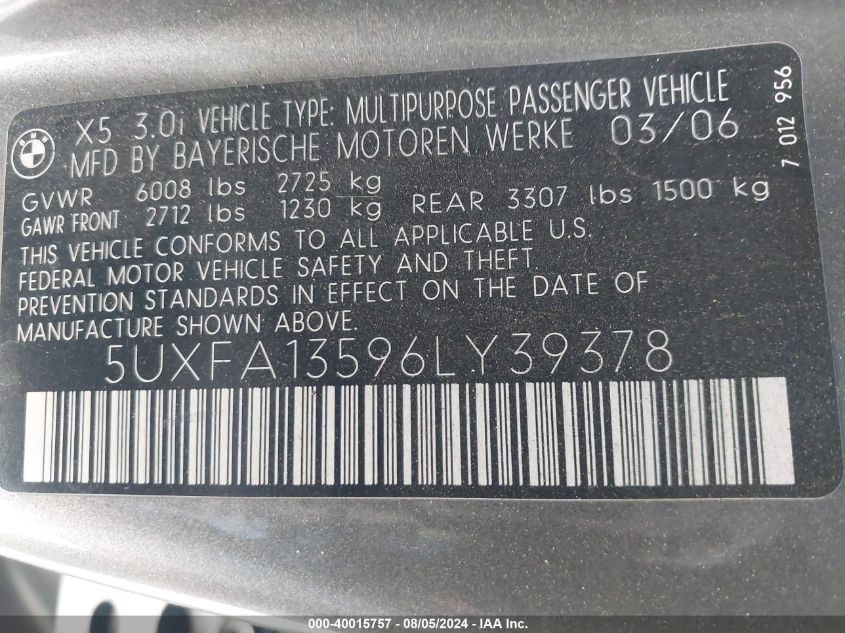 BMW
X5 3.0i VEHICLE TYPE: MULTIPURPOSE PASSENGER VEHICLE
MFD BY BAYERISCHE MOTOREN WERKE 03/06
7 012 956
GVWR 6008 lbs 2725 kg
GAWR FRONT 2712 lbs 1230 kg REAR 3307 lbs 1500 kg
THIS VEHICLE CONFORMS TO ALL APPLICABLE U.S.
FEDERAL MOTOR VEHICLE SAFETY AND THEFT
PREVENTION STANDARDS IN EFFECT ON THE DATE OF
MANUFACTURE SHOWN ABOVE.
5UXFA13596LY39378
000-40015757 - 08/05/2024 - IAA Inc.